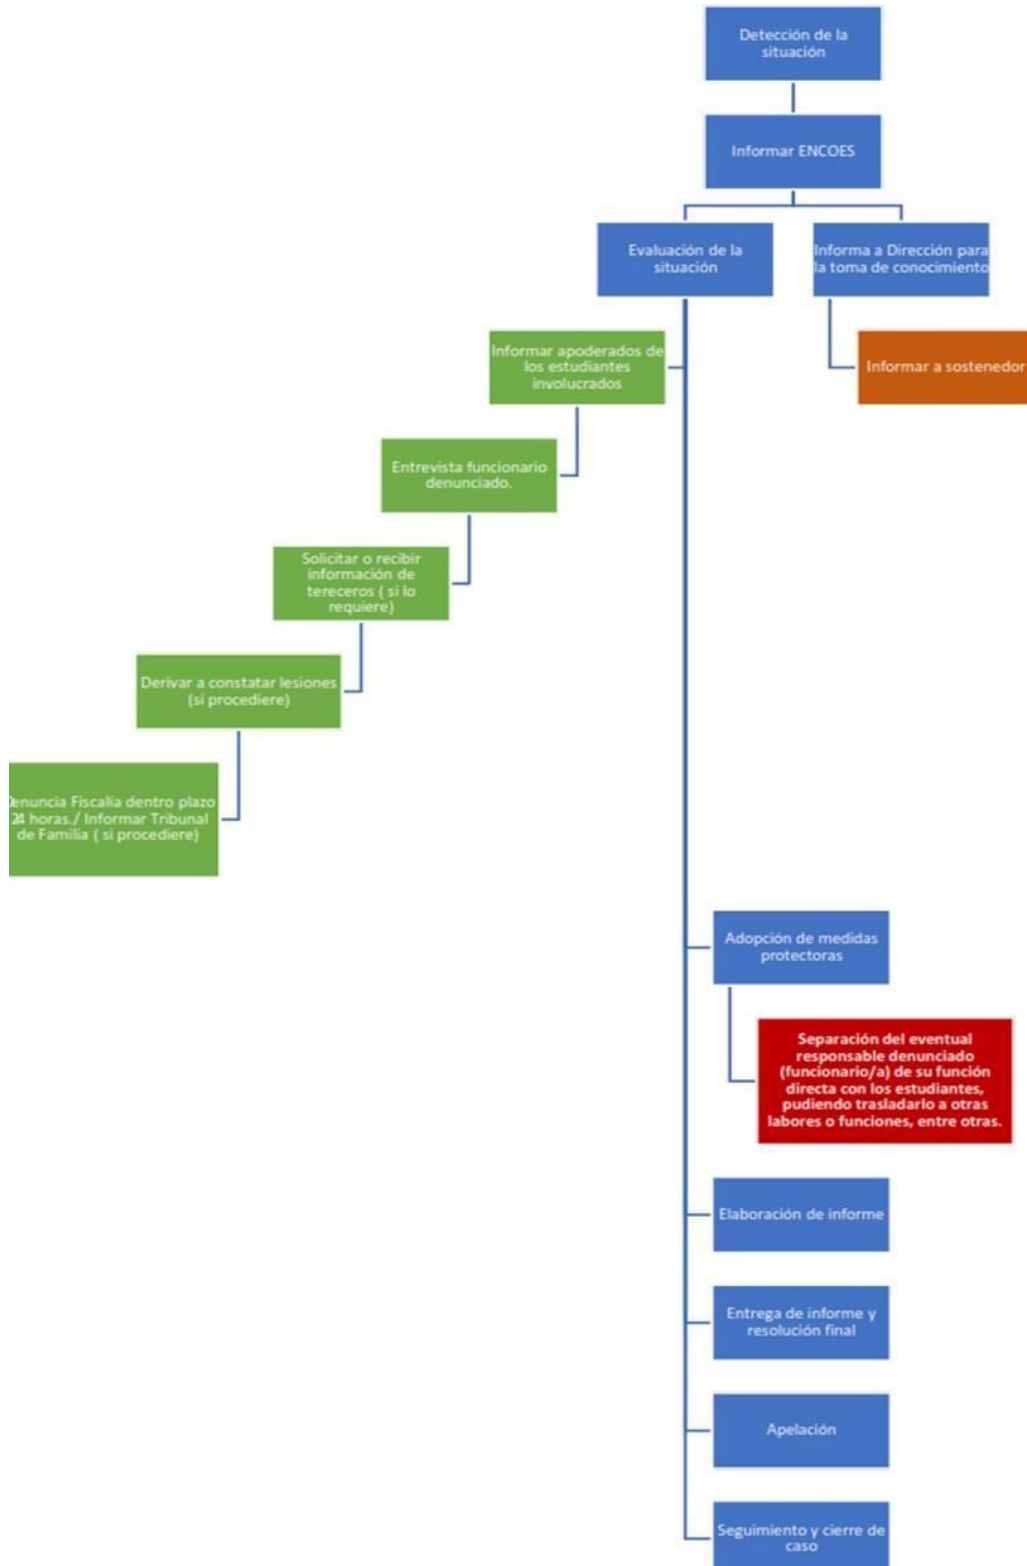 Detección de la
situación
Informar ENCOES
Evaluación de la
situación
Informa a Dirección para
la toma de conocimiento
Informar apoderados de
los estudiantes
involucrados
Informar a sostenedor
Entrevista funcionario
denunciado.
Solicitar o recibir
información de
tereceros ( si lo
requiere)
Derivar a constatar lesiones
(si procediere)
Denuncia Fiscalía dentro plazo
24 horas./ Informar Tribunal
de Familia ( si procediere)
Adopción de medidas
protectoras
Separación del eventual
responsable denunciado
(funcionario/a) de su función
directa con los estudiantes,
pudiendo trasladarlo a otras
labores o funciones, entre otras.
Elaboración de informe
Entrega de informe y
resolución final
Apelación
Seguimiento y cierre de
caso